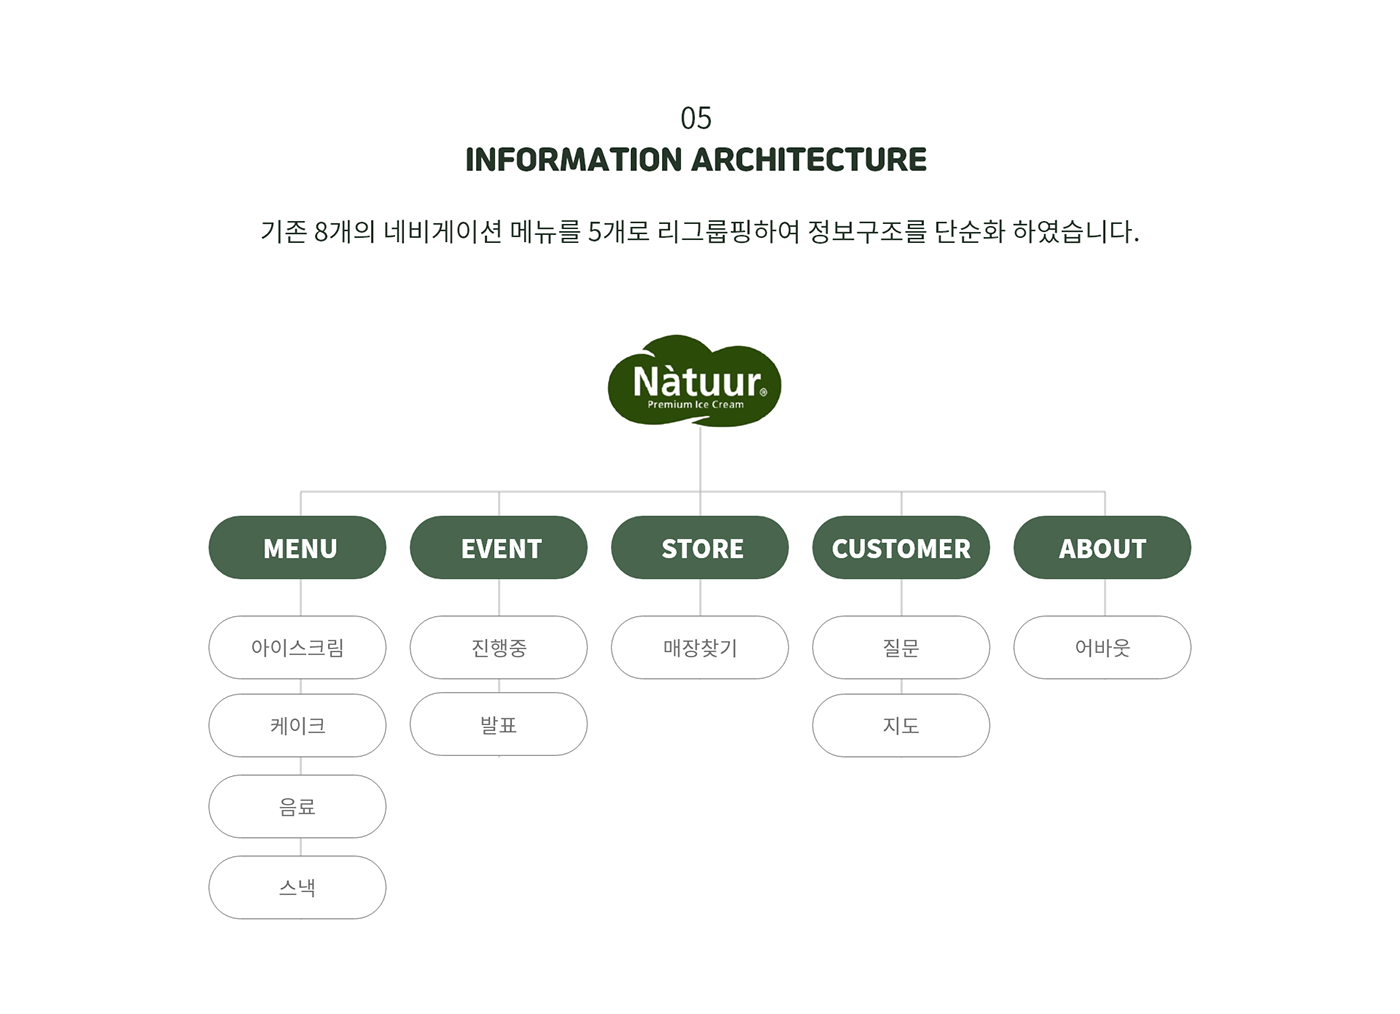 05
INFORMATION ARCHITECTURE
기존 8개의 네비게이션 메뉴를 5개로 리그룹핑하여 정보구조를 단순화 하였습니다.
Nàtuur®
Premium Ice Cream
MENU
EVENT
STORE
CUSTOMER
ABOUT
아이스크림
진행중
매장찾기
질문
어바웃
케이크
발표
지도
음료
스낵